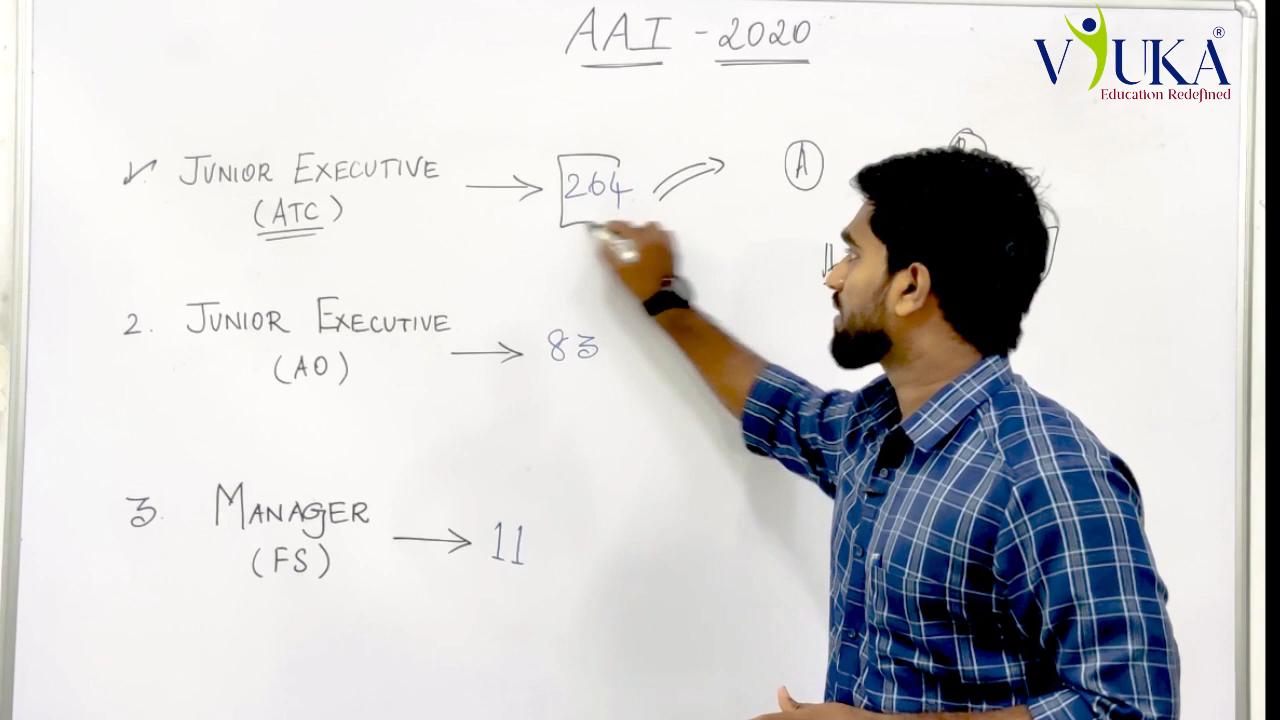 AAI - 2020
VYUKA®
Education Redefined
1. JUNIOR EXECUTIVE → 264
(ATC)
A
2. JUNIOR EXECUTIVE → 83
(AO)
3. MANAGER → 11
(FS)